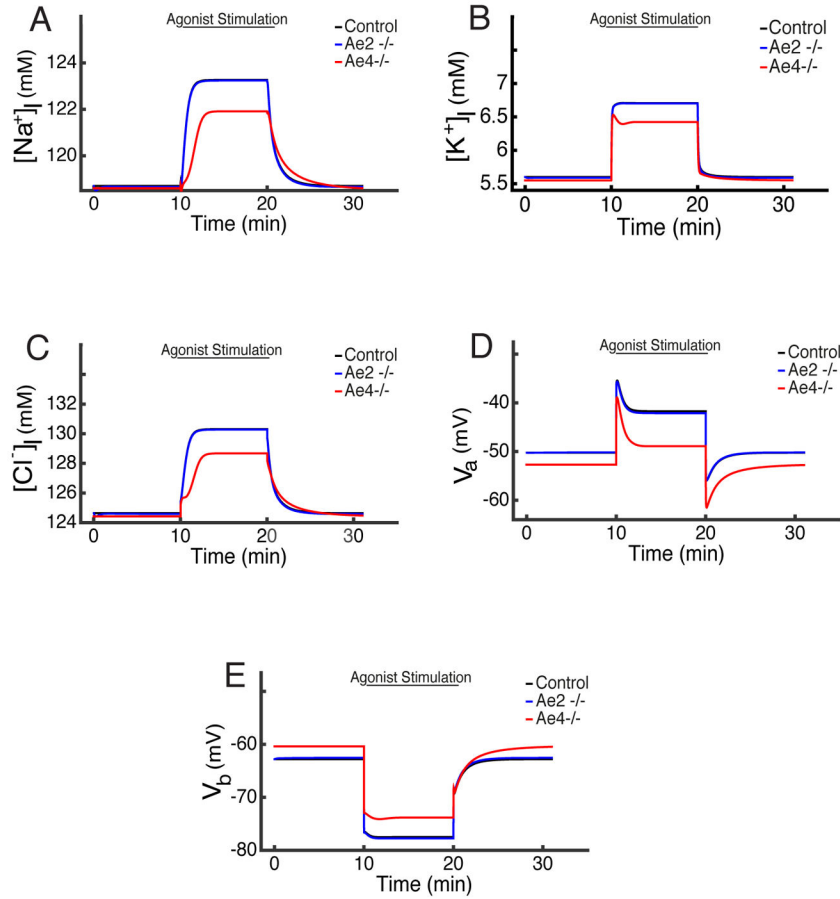 A
Agonist Stimulation
Control
Ae2 -/-
Ae4-/-
[Na⁺]ₗ (mM)
124
122
120
0 10 20 30
Time (min)
B
Agonist Stimulation
Control
Ae2 -/-
Ae4-/-
[K⁺]ₗ (mM)
7
6.5
6
5.5
0 10 20 30
Time (min)
C
Agonist Stimulation
Control
Ae2 -/-
Ae4-/-
[Cl⁻]ₗ (mM)
132
130
128
126
124
0 10 20 30
Time (min)
D
Agonist Stimulation
Control
Ae2 -/-
Ae4-/-
Vₐ (mV)
-40
-50
-60
0 10 20 30
Time (min)
E
Agonist Stimulation
Control
Ae2 -/-
Ae4-/-
V_b (mV)
-60
-70
-80
0 10 20 30
Time (min)